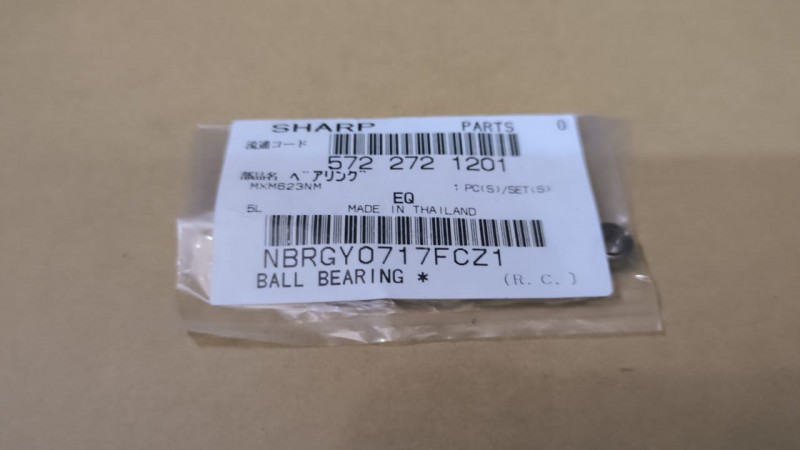 SHARP PARTS 0
流通コード
572 272 1201
部品名 ベアリング
MXM623NM : PC(S)/SET(S)
EQ
5L MADE IN THAILAND
NBRGY0717FCZ1
BALL BEARING * (R.C.)